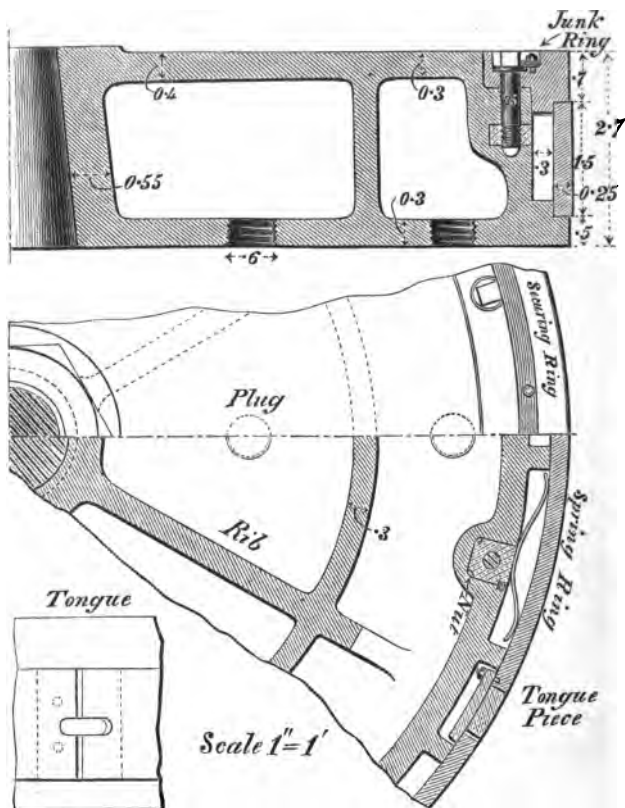 Junk
Ring
0.4
0.3
.7
2.7
1.5
.3
0.55
0.25
0.3
.5
.6
Securing Ring
Plug
Rib
.3
Spring Ring
Nut
Tongue
Tongue
Piece
Scale 1"=1'